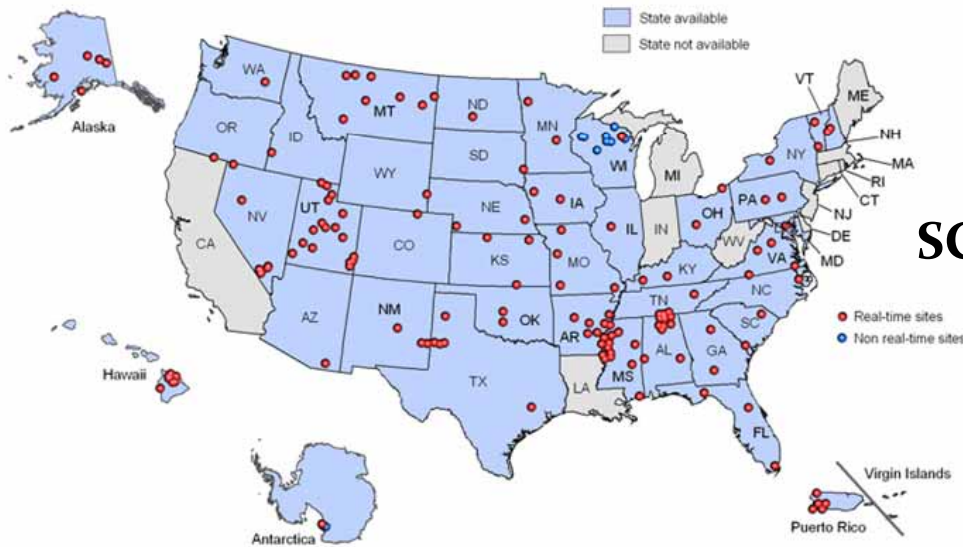 State available
State not available
Alaska
WA
OR
ID
MT
ND
SD
MN
WI
MI
WY
NE
IA
NV
UT
CO
KS
MO
IL
IN
OH
PA
NY
VT
ME
NH
MA
RI
CT
NJ
DE
MD
WV
VA
KY
TN
NC
SC
CA
AZ
NM
OK
AR
TX
LA
MS
AL
GA
FL
SC
Real-time sites
Non real-time sites
Hawaii
Antarctica
Virgin Islands
Puerto Rico